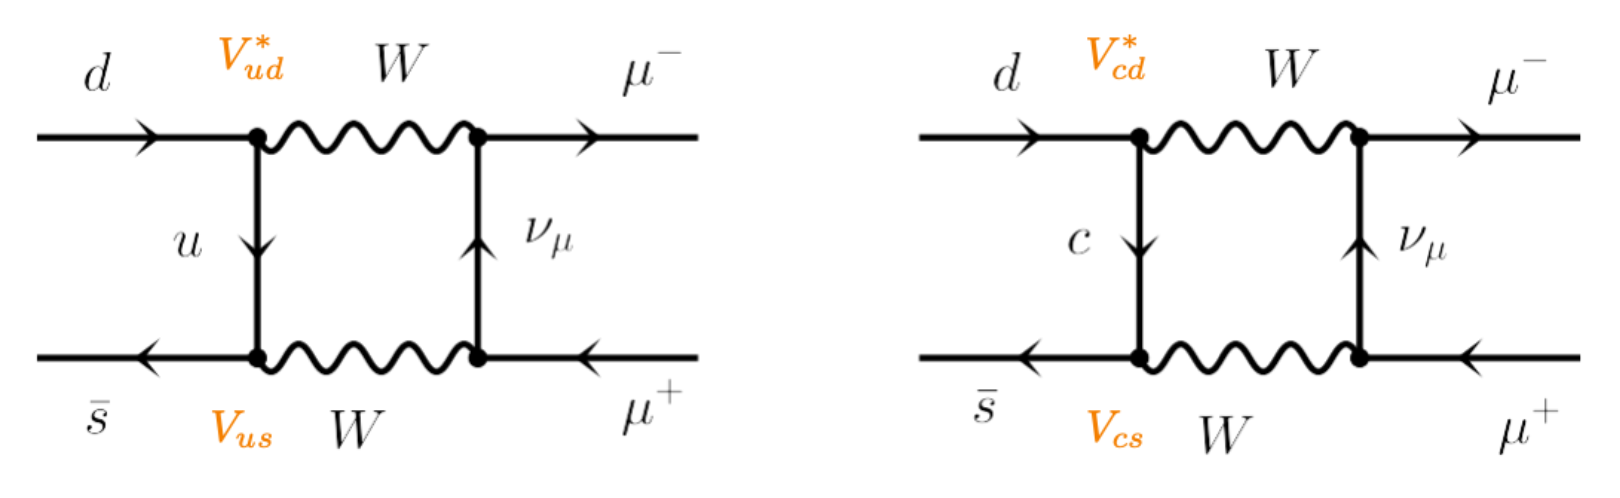 d V*ud W μ− d V*cd W μ−
u νμ c νμ
s̄ Vus W μ+ s̄ Vcs W μ+